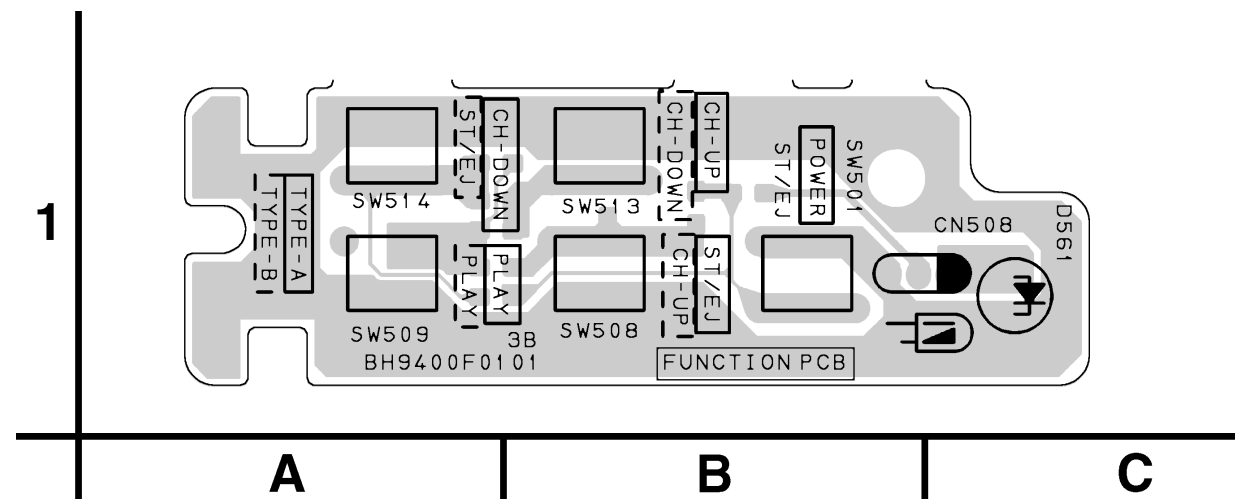 1
TYPE-A
TYPE-B
SW514
ST/EJ
CH-DOWN
SW513
CH-DOWN
CH-UP
ST/EJ
POWER
SW501
CN508
D561
SW509
PLAY
PLAY
3B
SW508
CH-UP
ST/EJ
BH9400F0101
FUNCTION PCB
A
B
C